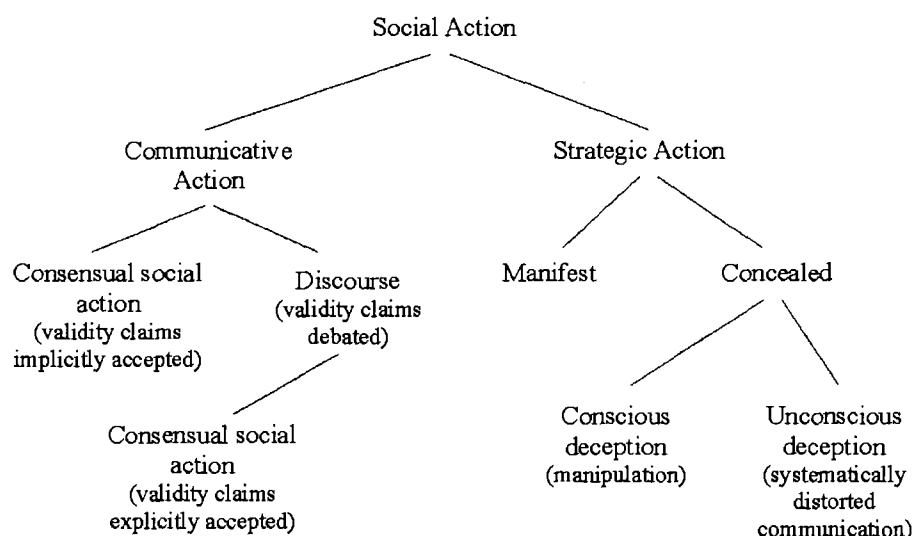 Social Action
Communicative
Action
Strategic Action
Consensual social
action
(validity claims
implicitly accepted)
Discourse
(validity claims
debated)
Manifest
Concealed
Consensual social
action
(validity claims
explicitly accepted)
Conscious
deception
(manipulation)
Unconscious
deception
(systematically
distorted
communication)